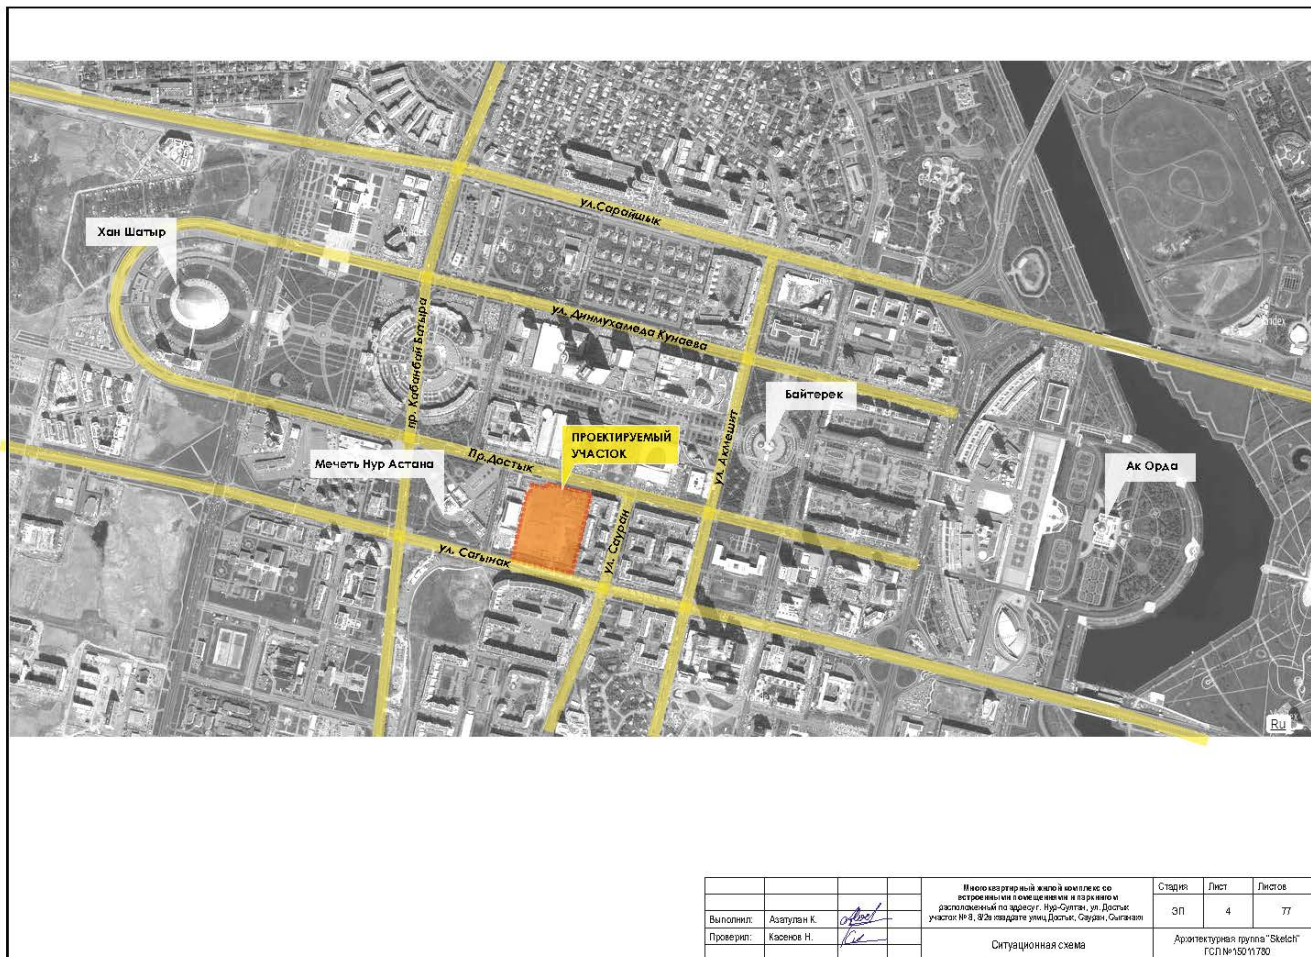 ул.Сарайшык
Хан Шатыр
ул. Динмухамеда Кунаева
пр. Кабанбай Батыра
Байтерек
ул. Акмешит
ПРОЕКТИРУЕМЫЙ
УЧАСТОК
Пр.Достык
Мечеть Нур Астана
Ак Орда
ул. Сауран
ул. Сағынак
Yandex
Ru
Многоквартирный жилой комплекс со
встроенными помещениями и паркингом
расположенный по адресу г. Нур-Султан, ул. Достык
участок № 8, 8/2в квадрате улиц Достык, Сауран, Сыганак
Стадия Лист Листов
ЭП 4 77
Выполнил: Азатулан К.
Проверил: Касенов Н.
Ситуационная схема
Архитектурная группа "Sketch"
ГСЛ №15011780